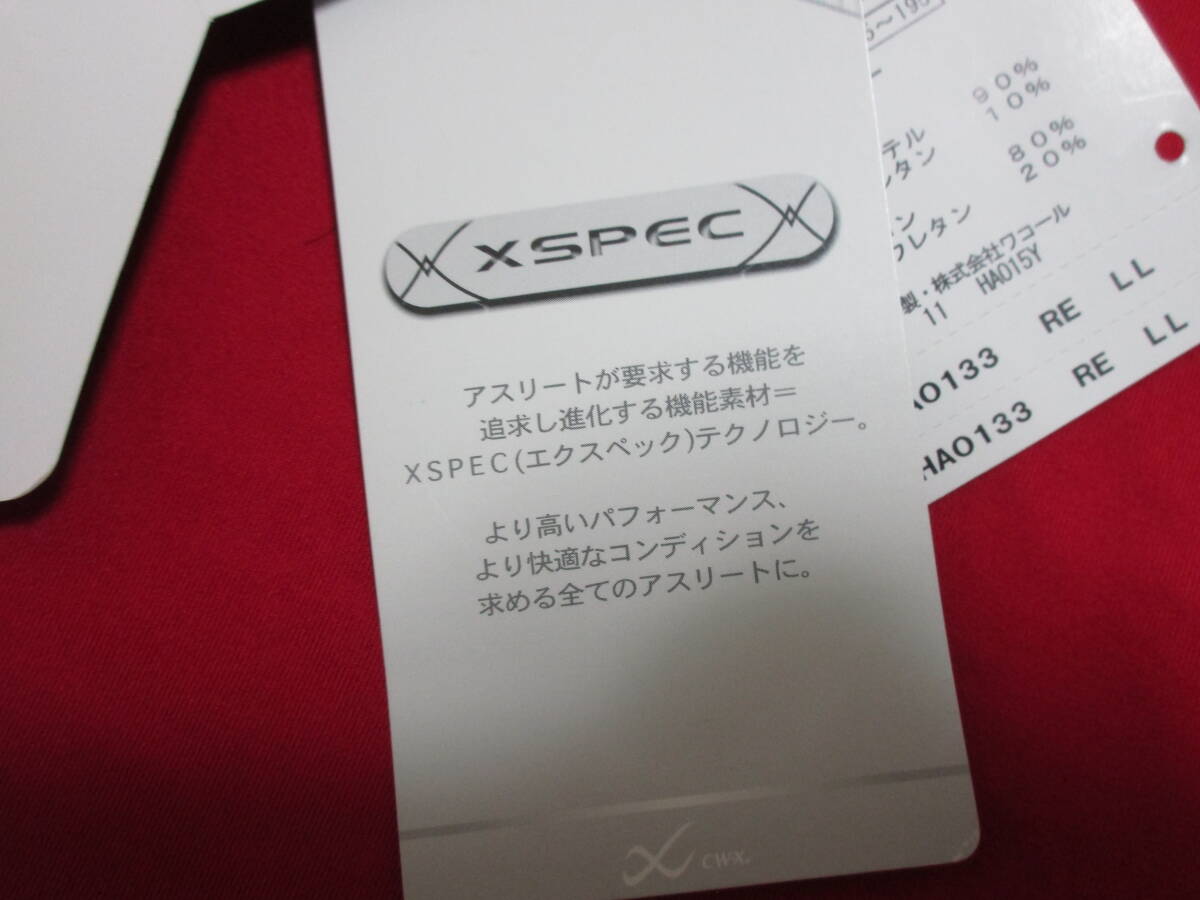 XSPEC
アスリートが要求する機能を
追求し進化する機能素材＝
XSPEC(エクスペック)テクノロジー。
より高いパフォーマンス、
より快適なコンディションを
求める全てのアスリートに。
CW-X
90%
10%
テル 80%
タン 20%
ン
ウレタン
製・株式会社ワコール
11 HA015Y
AO133 RE LL
HAO133 RE LL